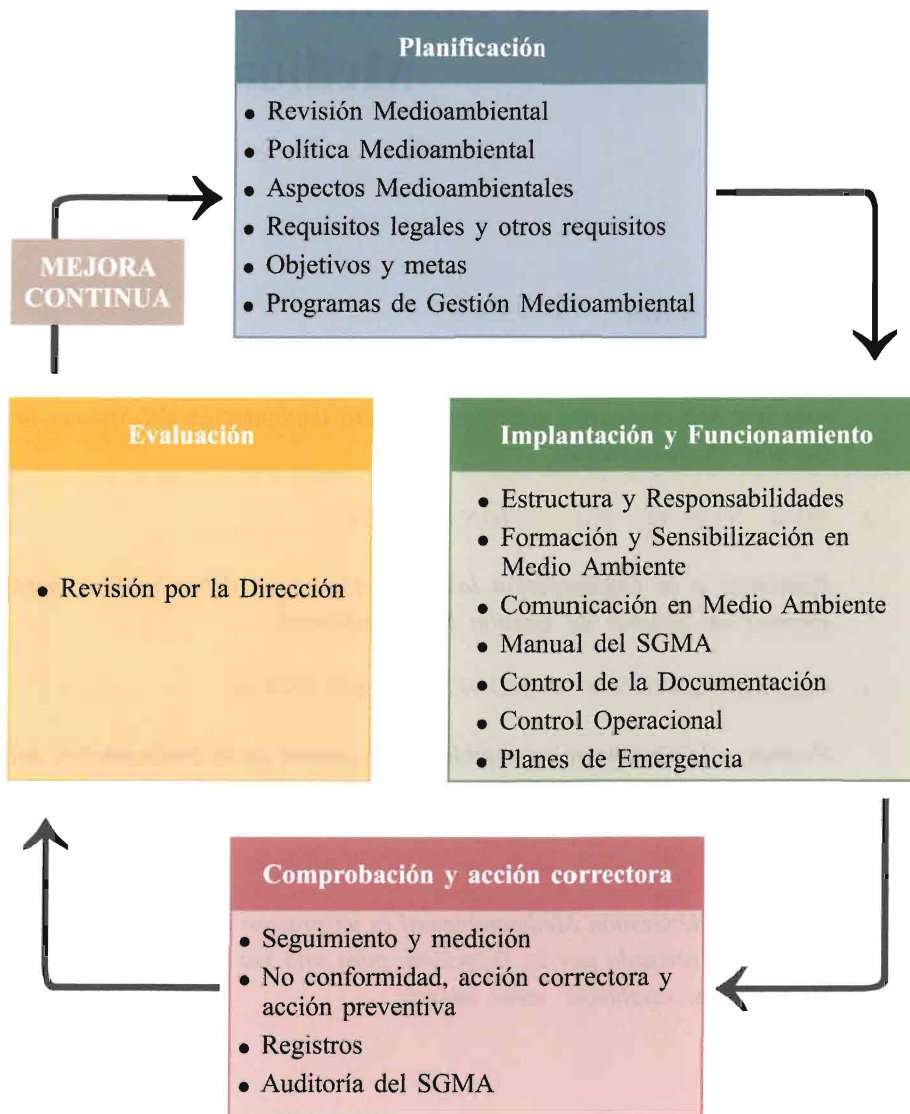 Planificación
• Revisión Medioambiental
• Política Medioambiental
• Aspectos Medioambientales
• Requisitos legales y otros requisitos
• Objetivos y metas
• Programas de Gestión Medioambiental
MEJORA
CONTINUA
Evaluación
• Revisión por la Dirección
Implantación y Funcionamiento
• Estructura y Responsabilidades
• Formación y Sensibilización en
Medio Ambiente
• Comunicación en Medio Ambiente
• Manual del SGMA
• Control de la Documentación
• Control Operacional
• Planes de Emergencia
Comprobación y acción correctora
• Seguimiento y medición
• No conformidad, acción correctora y
acción preventiva
• Registros
• Auditoría del SGMA